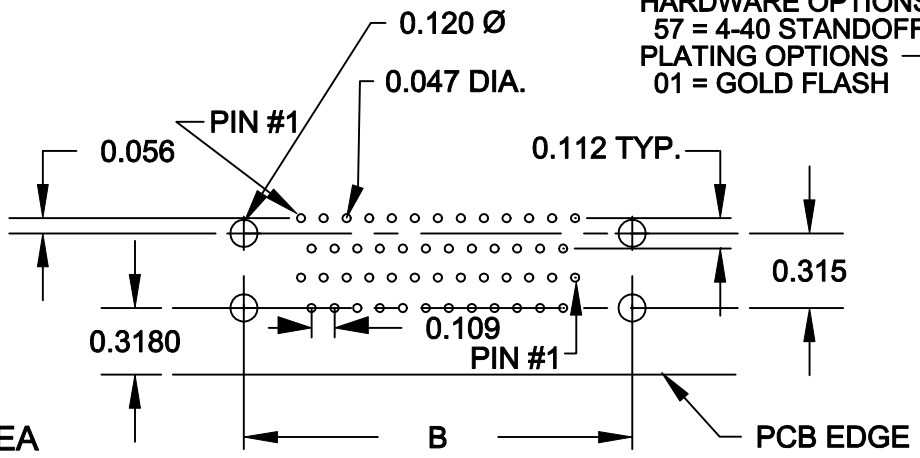 HARDWARE OPTIONS
57 = 4-40 STANDOFF
PLATING OPTIONS
01 = GOLD FLASH
0.120 Ø
0.047 DIA.
PIN #1
0.056
0.112 TYP.
0.315
0.109
0.3180
PIN #1
EA
B
PCB EDGE